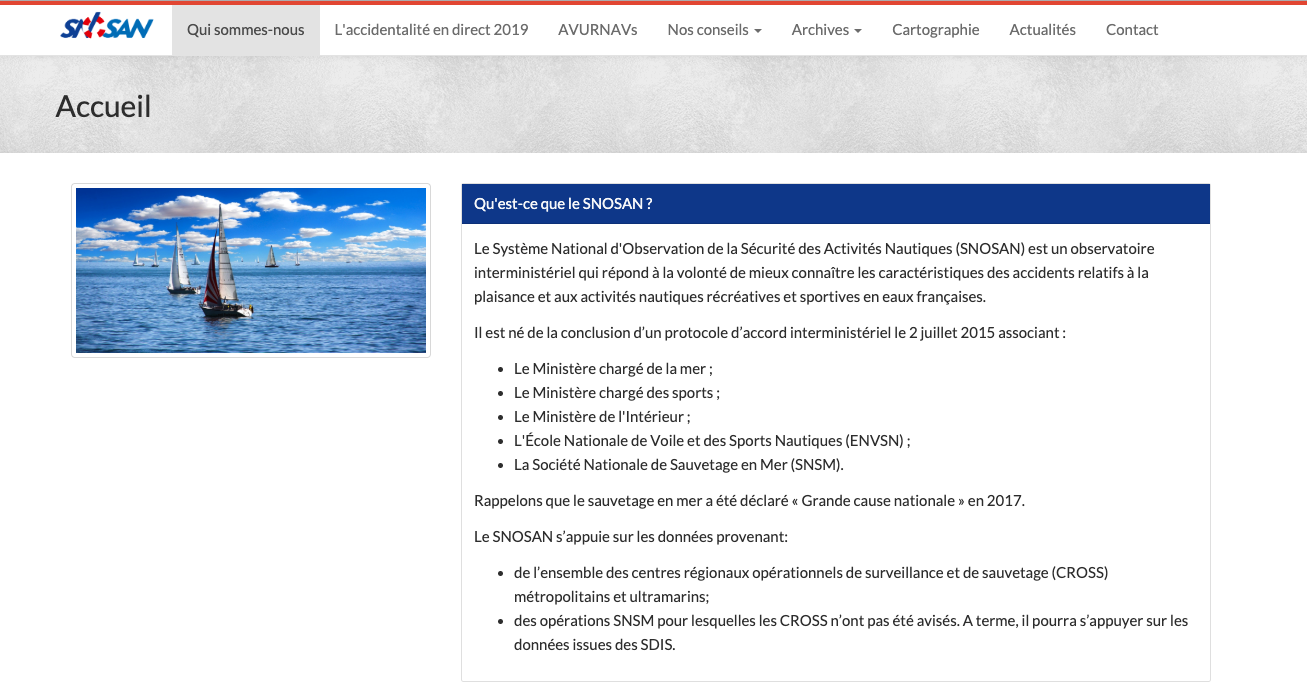 SNOSAN
Qui sommes-nous
L'accidentalité en direct 2019
AVURNAVs
Nos conseils
Archives
Cartographie
Actualités
Contact
Accueil
Qu'est-ce que le SNOSAN ?
Le Système National d'Observation de la Sécurité des Activités Nautiques (SNOSAN) est un observatoire
interministériel qui répond à la volonté de mieux connaître les caractéristiques des accidents relatifs à la
plaisance et aux activités nautiques récréatives et sportives en eaux françaises.
Il est né de la conclusion d’un protocole d’accord interministériel le 2 juillet 2015 associant :
• Le Ministère chargé de la mer ;
• Le Ministère chargé des sports ;
• Le Ministère de l'Intérieur ;
• L'École Nationale de Voile et des Sports Nautiques (ENVSN) ;
• La Société Nationale de Sauvetage en Mer (SNSM).
Rappelons que le sauvetage en mer a été déclaré « Grande cause nationale » en 2017.
Le SNOSAN s’appuie sur les données provenant:
• de l’ensemble des centres régionaux opérationnels de surveillance et de sauvetage (CROSS)
métropolitains et ultramarins;
• des opérations SNSM pour lesquelles les CROSS n’ont pas été avisés. A terme, il pourra s’appuyer sur les
données issues des SDIS.